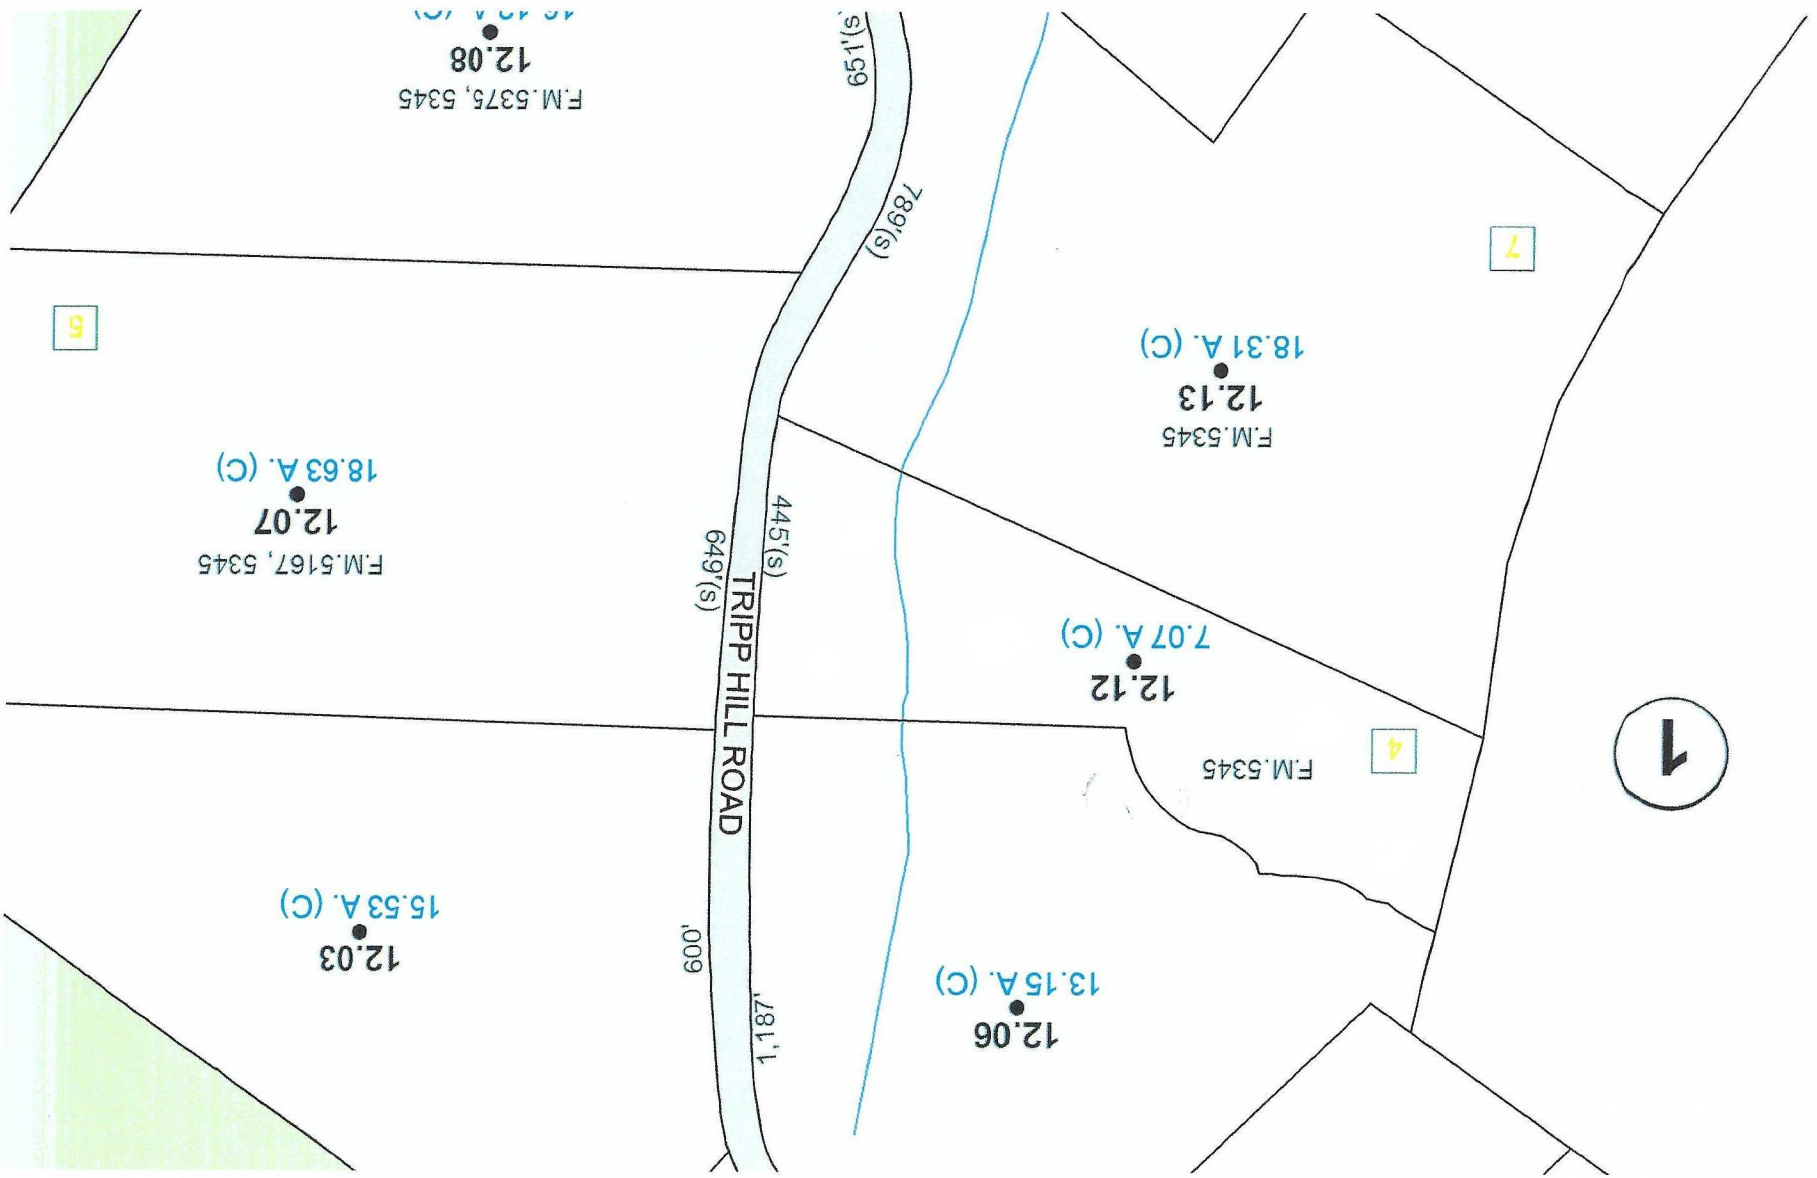 12.06
13.15 A. (C)
1,187'
609'
12.03
15.53 A. (C)
1
4
F.M.5345
12.12
7.07 A. (C)
TRIPP HILL ROAD
445'(s)
649'(s)
F.M.5167, 5345
12.07
18.63 A. (C)
5
F.M.5345
12.13
18.31 A. (C)
7
789'(s)
651'(s
F.M.5375, 5345
12.08